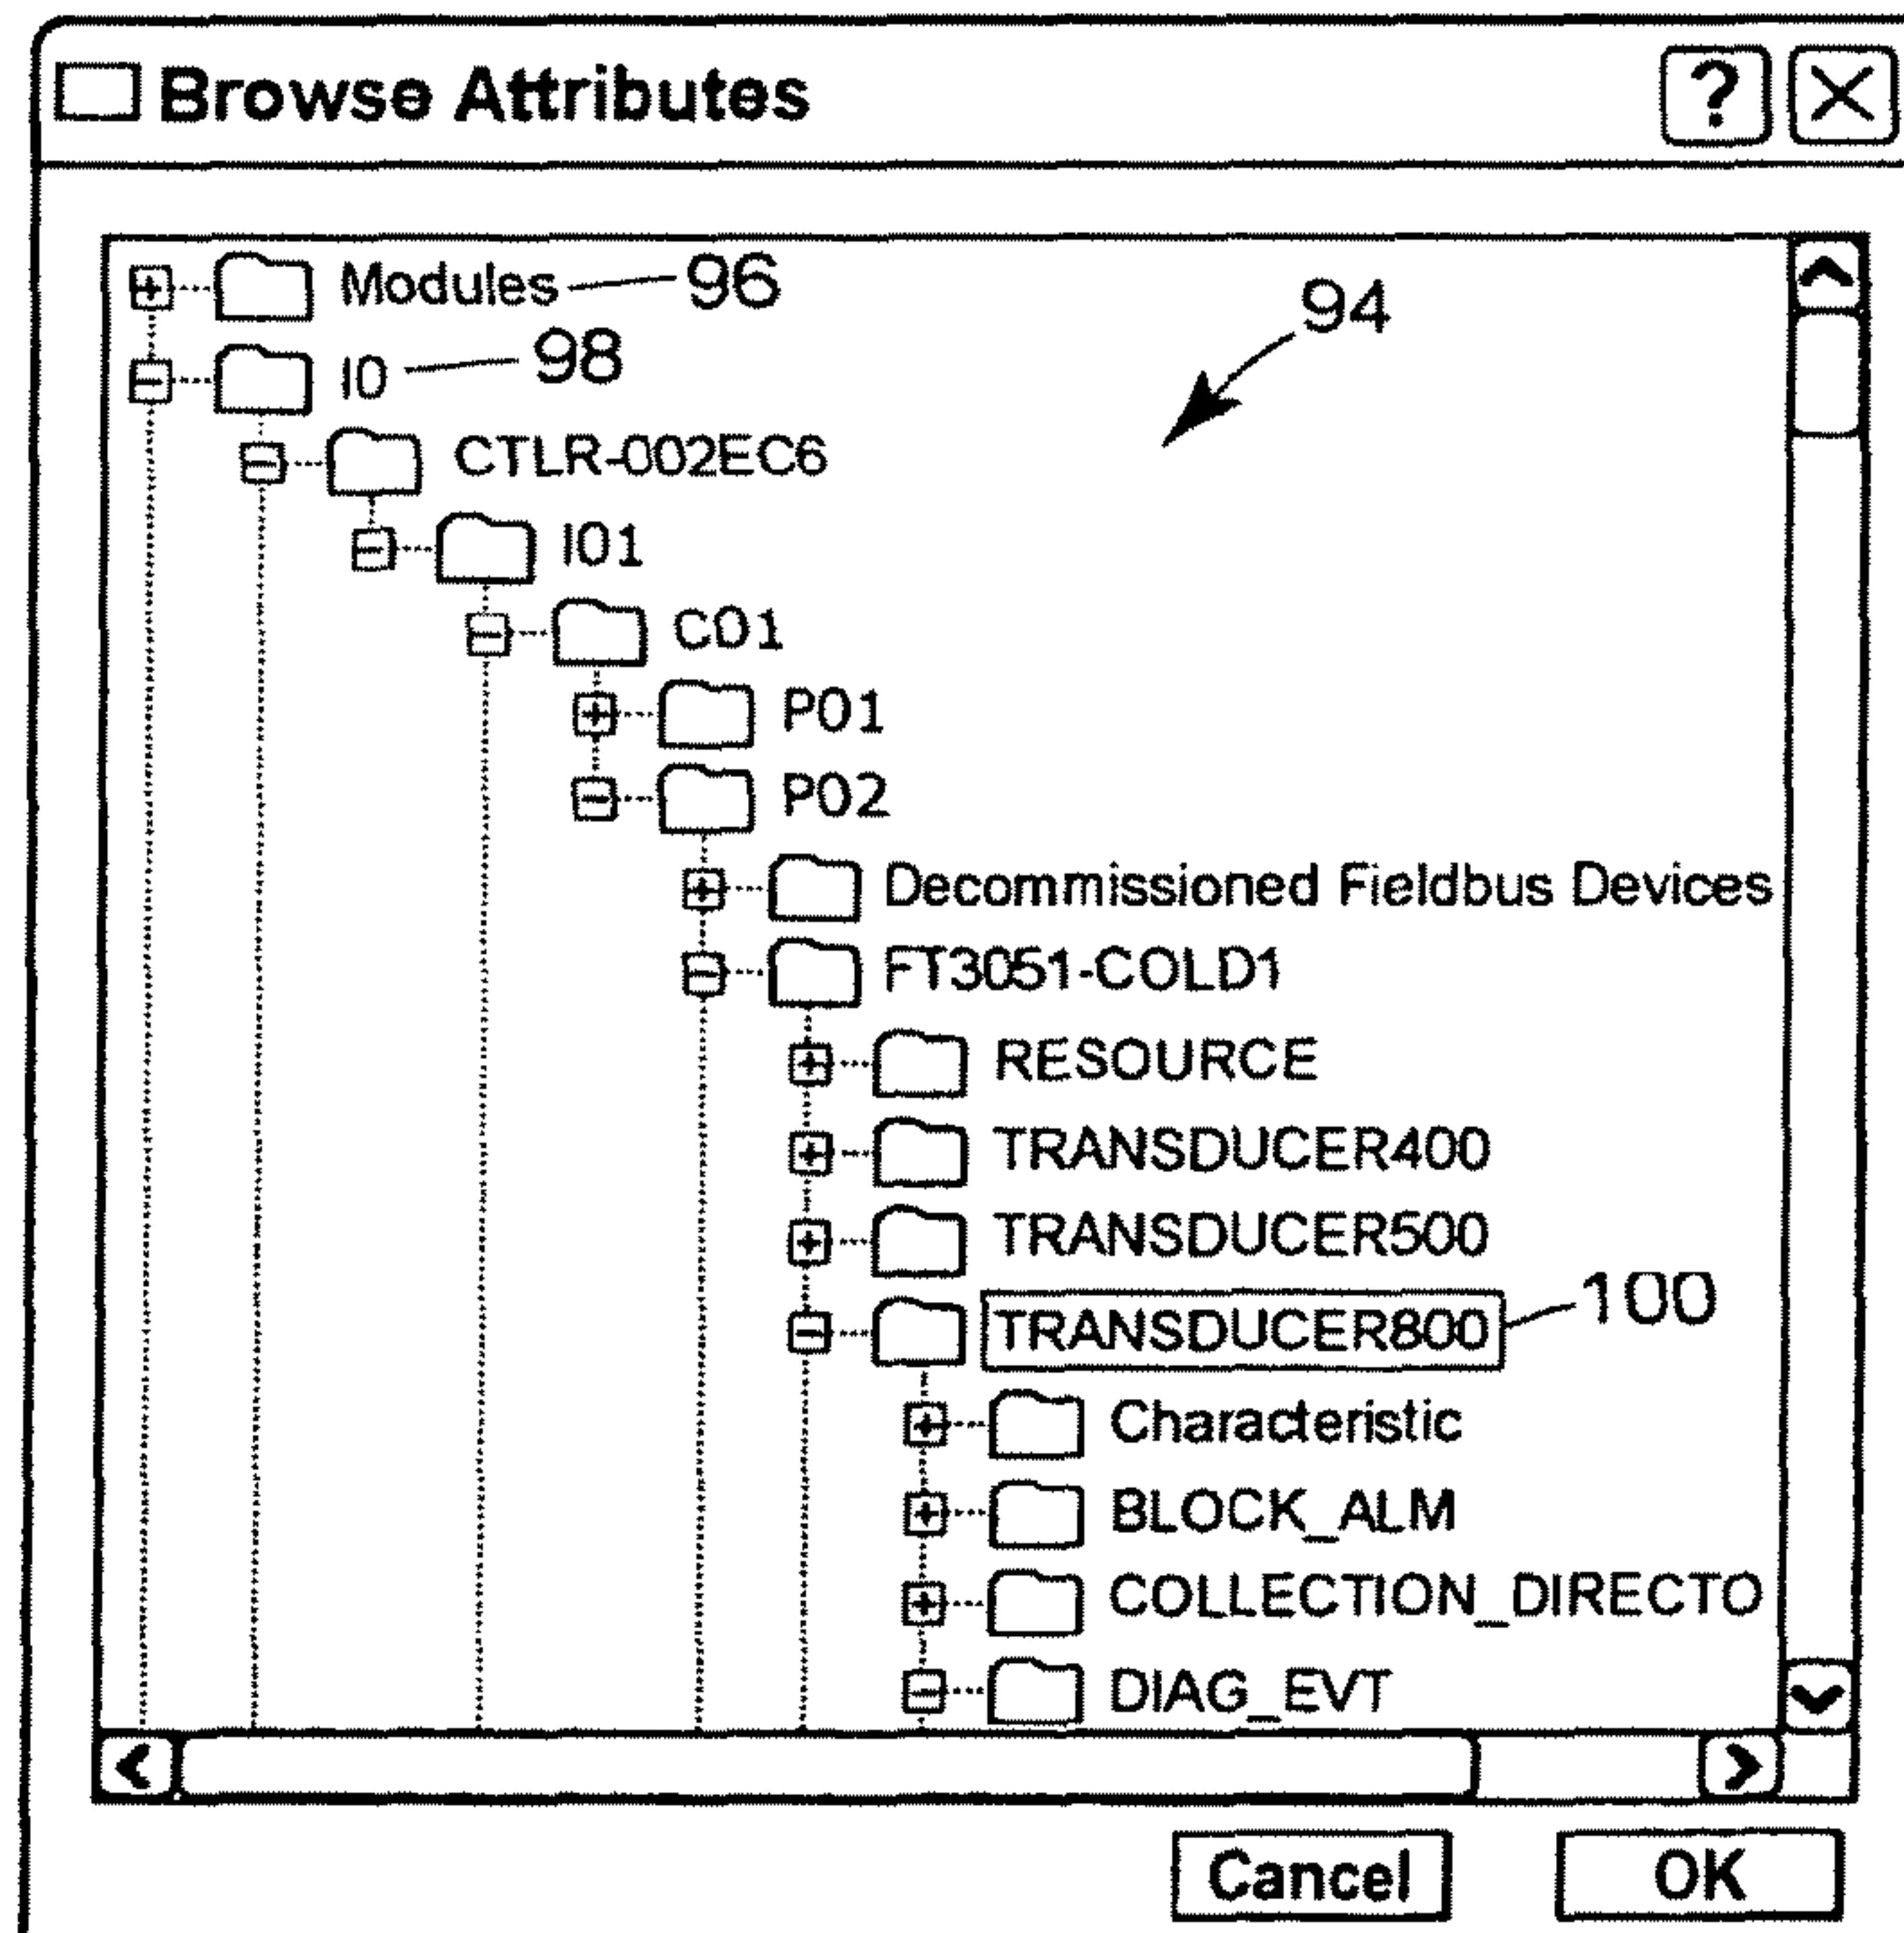 Browse Attributes ? X
Modules 96
94
I0 98
CTLR-002EC6
I01
C01
P01
P02
Decommissioned Fieldbus Devices
FT3051-COLD1
RESOURCE
TRANSDUCER400
TRANSDUCER500
TRANSDUCER800 100
Characteristic
BLOCK_ALM
COLLECTION_DIRECTO
DIAG_EVT
Cancel OK